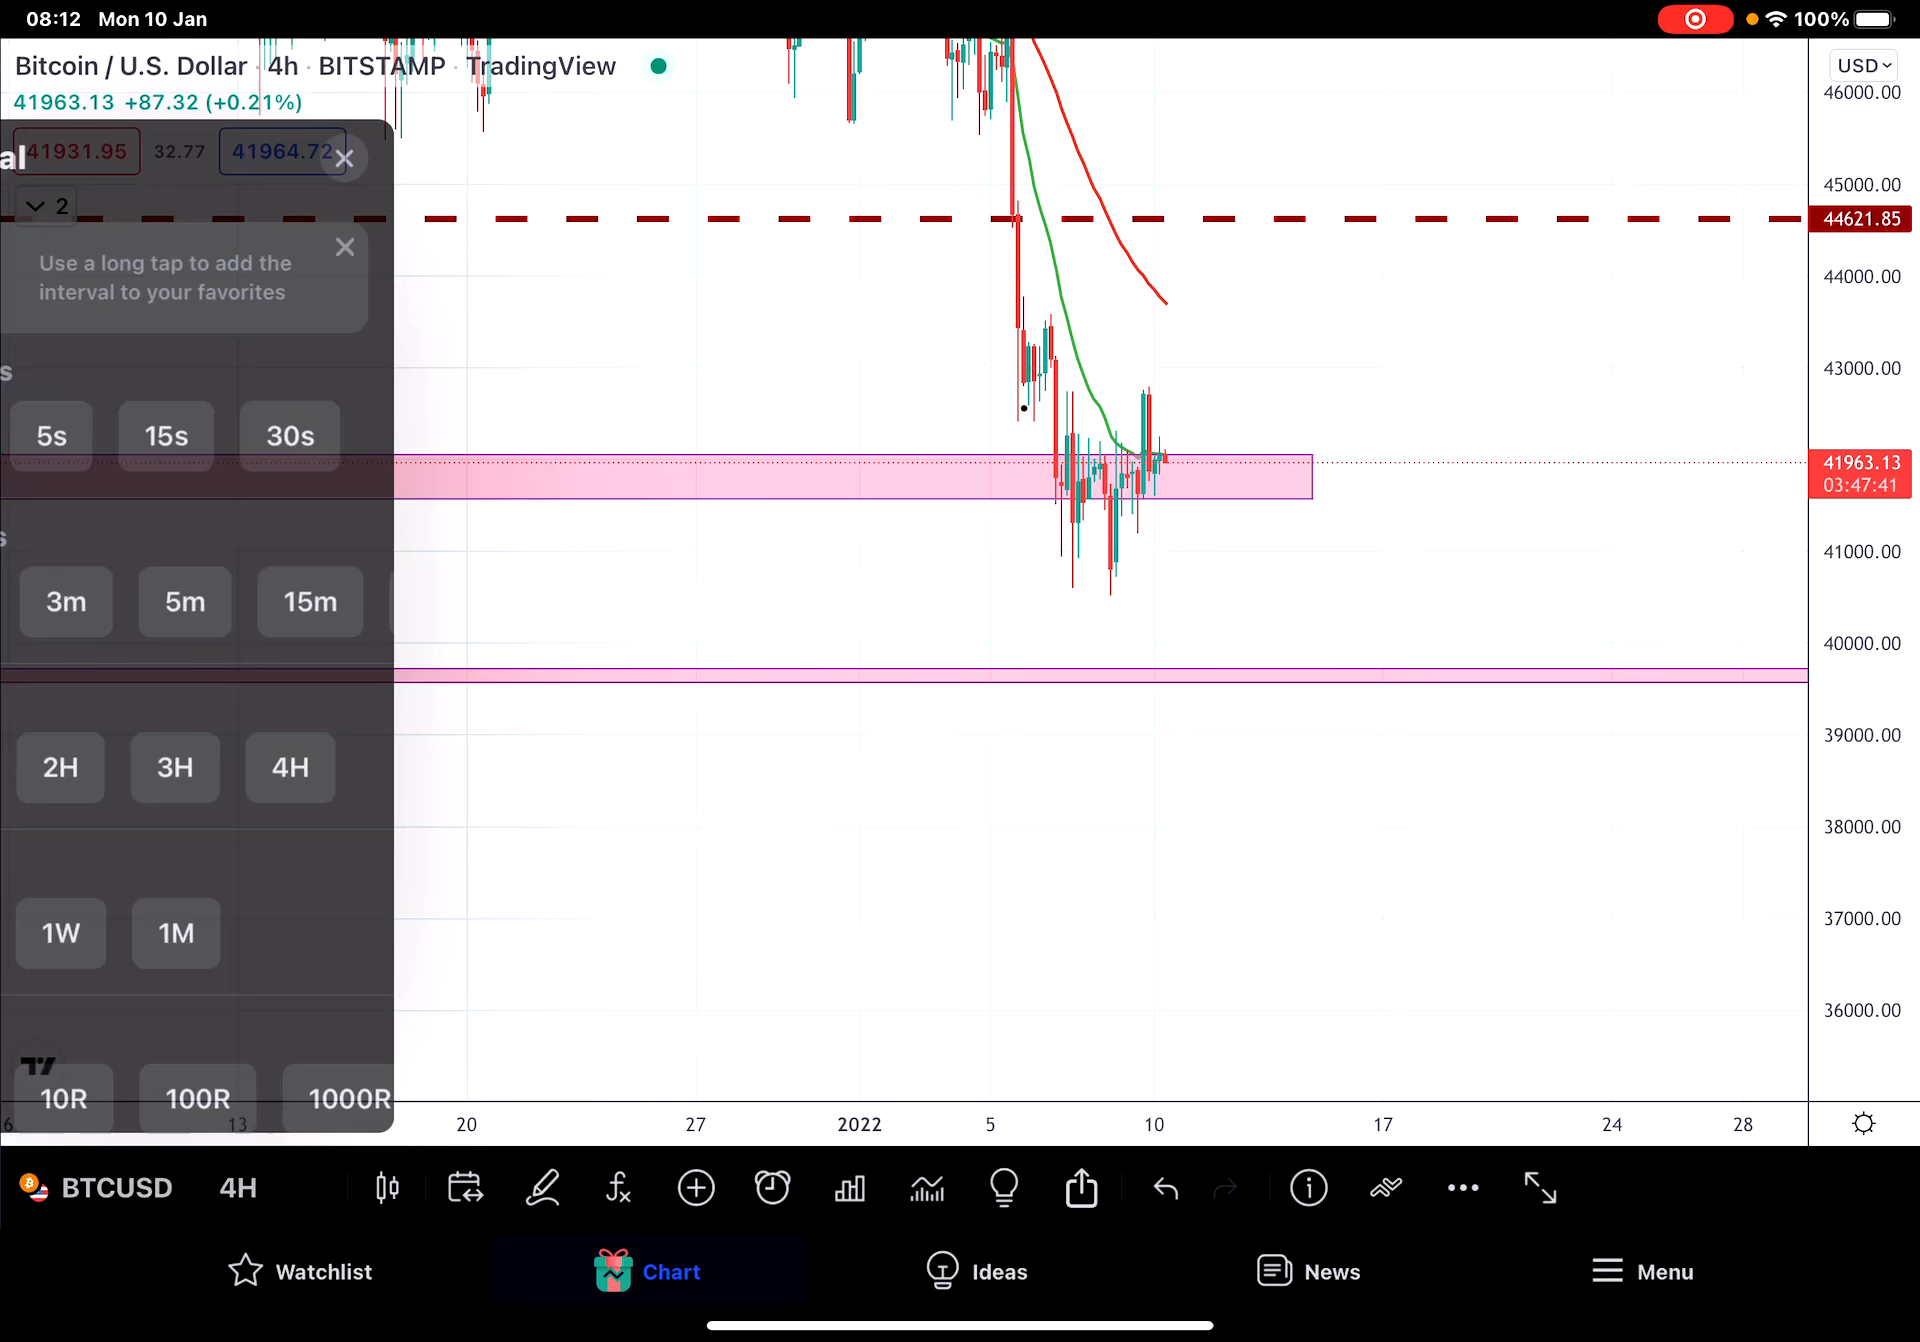 08:12 Mon 10 Jan
100%
Bitcoin / U.S. Dollar · 4h · BITSTAMP · TradingView
41963.13 +87.32 (+0.21%)
al
41931.95 32.77 41964.72
2
Use a long tap to add the
interval to your favorites
s
5s 15s 30s
s
3m 5m 15m
2H 3H 4H
1W 1M
10R 100R 1000R
USD
46000.00
45000.00
44621.85
44000.00
43000.00
41963.13
03:47:41
41000.00
40000.00
39000.00
38000.00
37000.00
36000.00
6 13 20 27 2022 5 10 17 24 28
BTCUSD 4H
Watchlist Chart Ideas News Menu